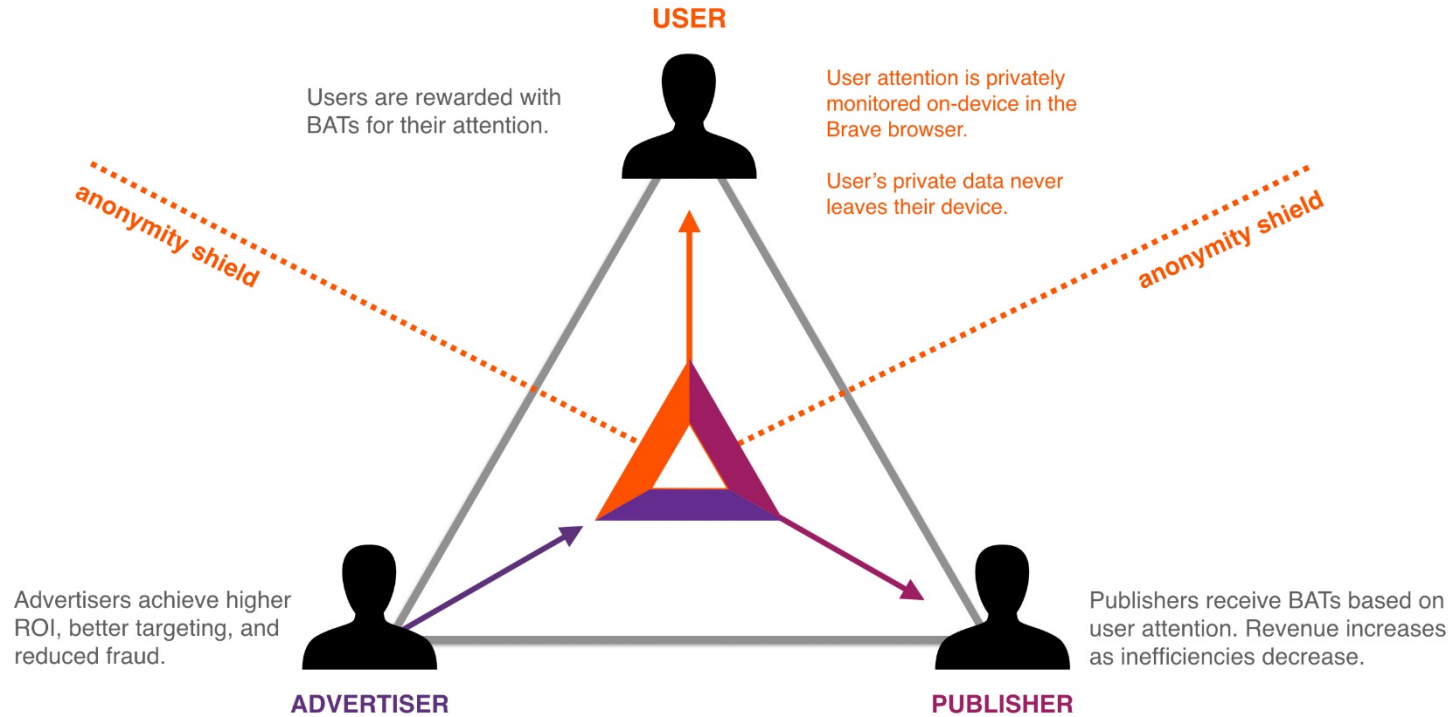 USER
Users are rewarded with
BATs for their attention.
User attention is privately
monitored on-device in the
Brave browser.
User’s private data never
leaves their device.
anonymity shield
anonymity shield
Advertisers achieve higher
ROI, better targeting, and
reduced fraud.
ADVERTISER
Publishers receive BATs based on
user attention. Revenue increases
as inefficiencies decrease.
PUBLISHER